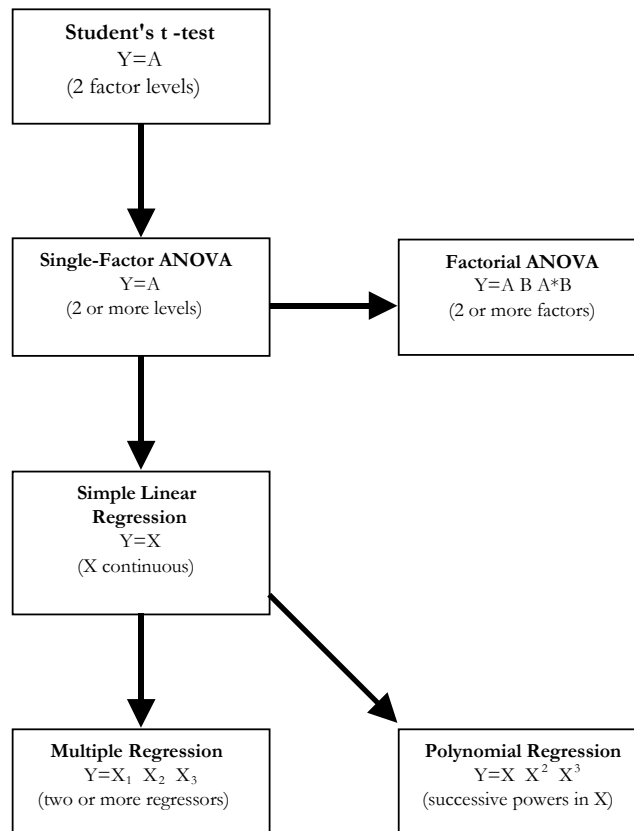 Student's t -test
Y=A
(2 factor levels)
Single-Factor ANOVA
Y=A
(2 or more levels)
Factorial ANOVA
Y=A B A*B
(2 or more factors)
Simple Linear
Regression
Y=X
(X continuous)
Multiple Regression
Y=X₁ X₂ X₃
(two or more regressors)
Polynomial Regression
Y=X X² X³
(successive powers in X)